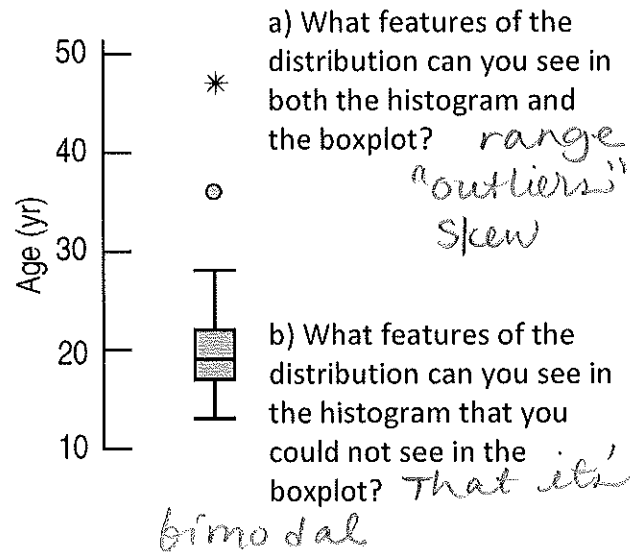 a) What features of the
distribution can you see in
both the histogram and
the boxplot? range
"outliers"
skew
b) What features of the
distribution can you see in
the histogram that you
could not see in the
boxplot? That its'
bimodal
Age (yr)
50
40
30
20
10